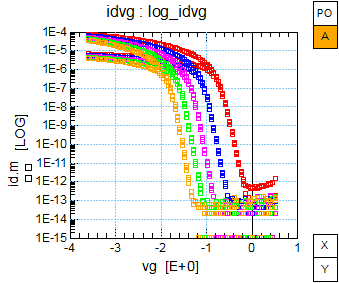 idvg : log_idvg
PO
A
1E-4
1E-5
1E-6
1E-7
1E-8
1E-9
1E-10
1E-11
1E-12
1E-13
1E-14
1E-15
id.m [LOG]
-4 -3 -2 -1 0 1
vg [E+0]
X
Y